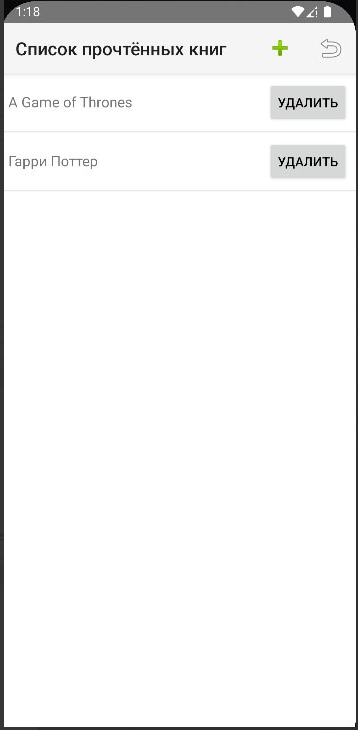 1:18
Список прочтённых книг
A Game of Thrones
УДАЛИТЬ
Гарри Поттер
УДАЛИТЬ